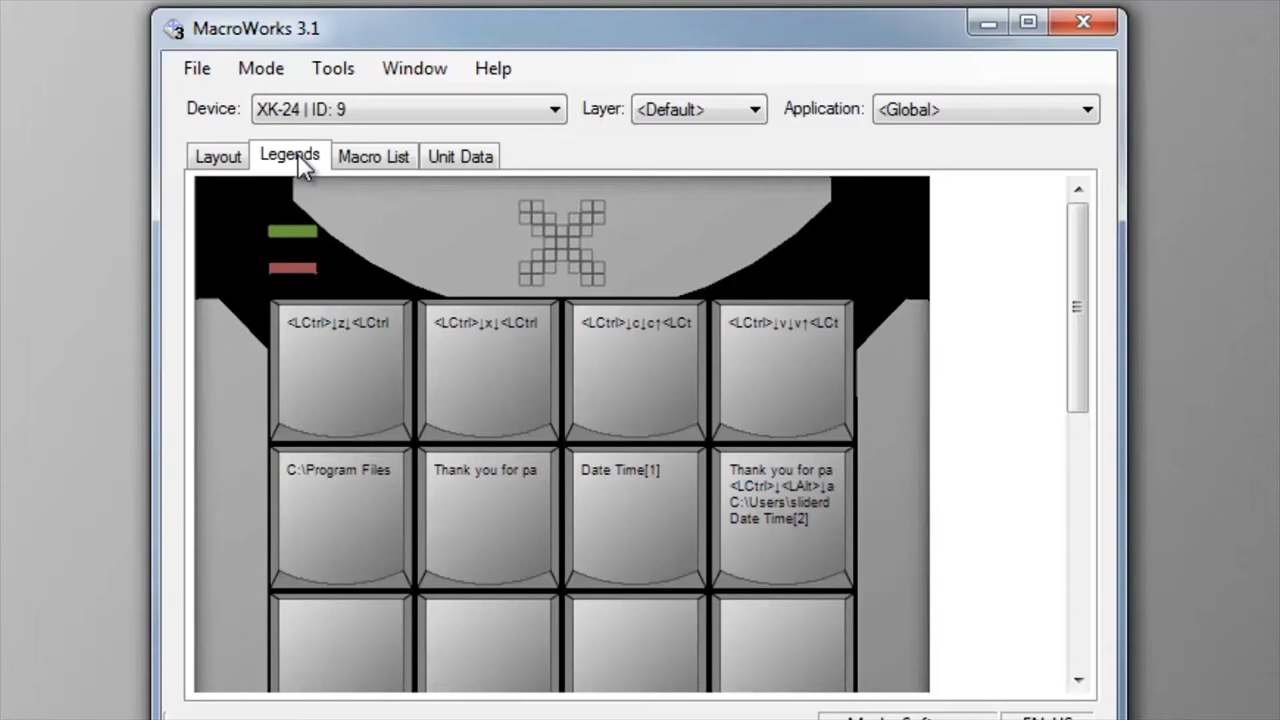 MacroWorks 3.1
File Mode Tools Window Help
Device: XK-24 | ID: 9 Layer: <Default> Application: <Global>
Layout Legends Macro List Unit Data
<LCtrl>↓z↓<LCtrl <LCtrl>↓x↓<LCtrl <LCtrl>↓c↓c↑<LCt <LCtrl>↓v↓v↑<LCt
C:\Program Files Thank you for pa Date Time[1] Thank you for pa
<LCtrl>↓<LAlt>↓a
C:\Users\sliderd
Date Time[2]